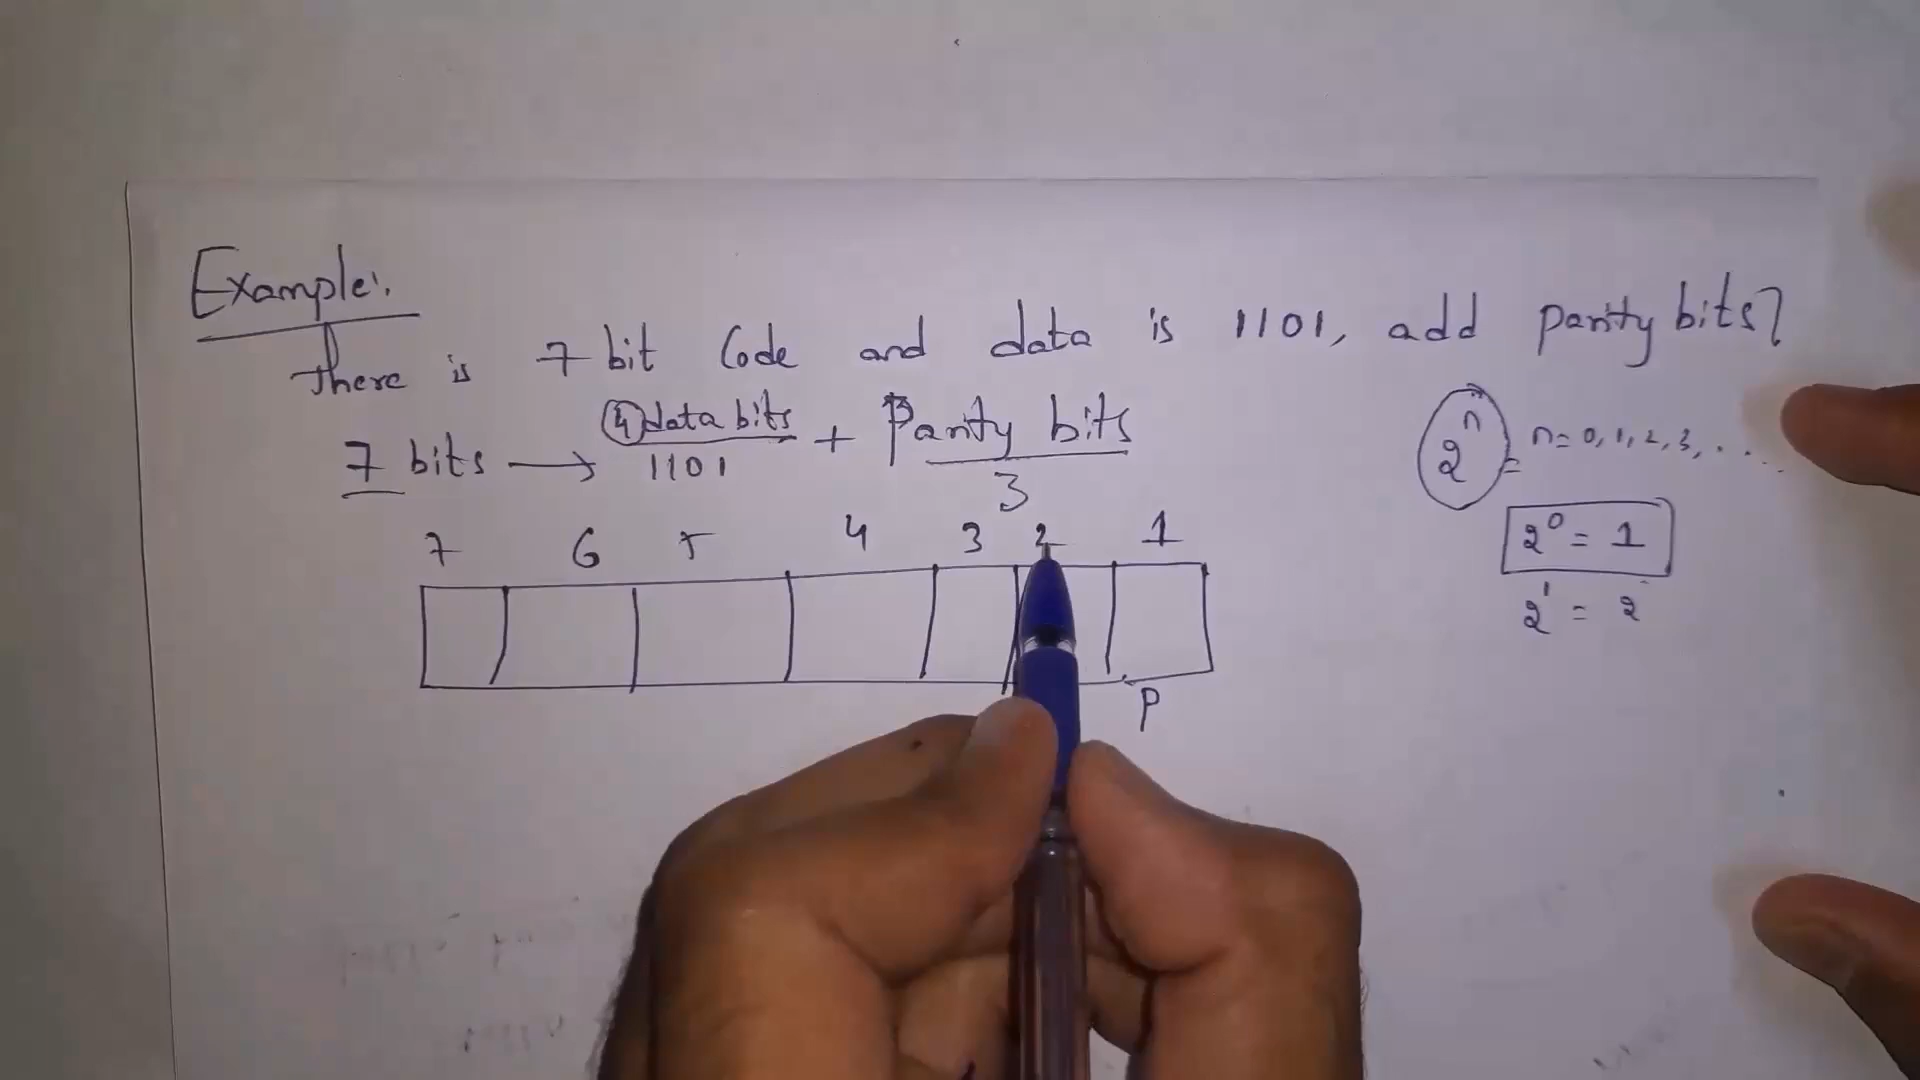 Example:
There is 7 bit Code and data is 1101, add parity bits?
7 bits → 4 data bits + Parity bits
1101 3
2^n = n = 0, 1, 2, 3, .....
7 6 5 4 3 2 1
2^0 = 1
2^1 = 2
P